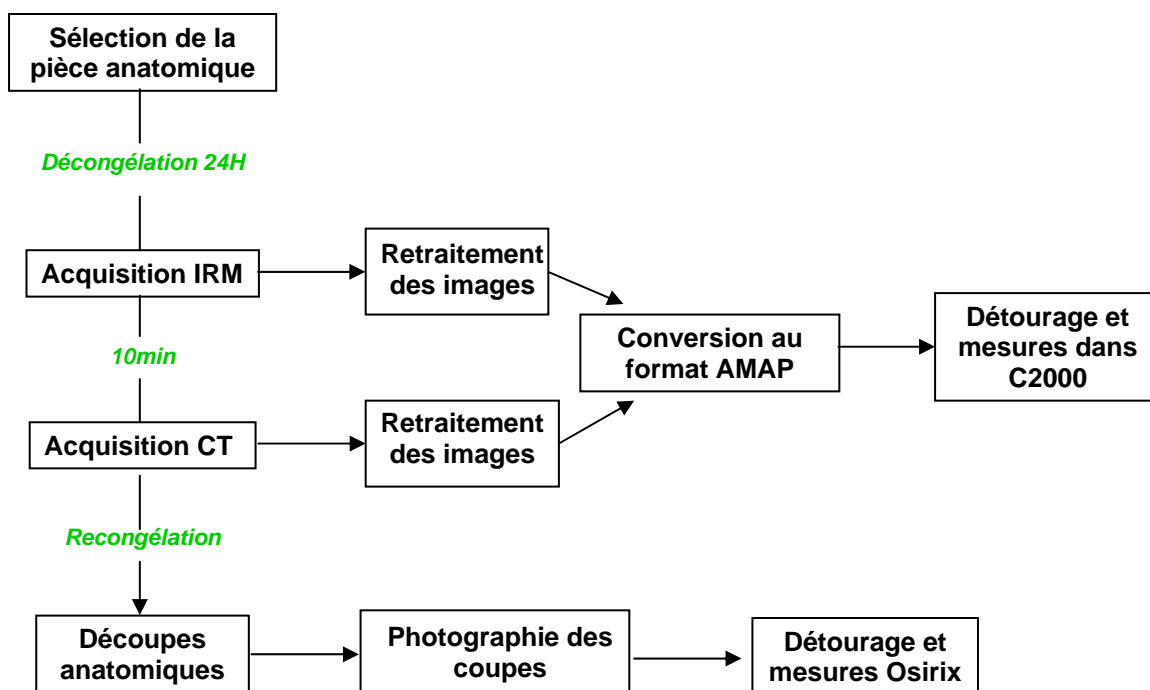 Sélection de la
pièce anatomique
Décongélation 24H
Acquisition IRM
Retraitement
des images
Conversion au
format AMAP
Détourage et
mesures dans
C2000
10min
Acquisition CT
Retraitement
des images
Recongélation
Découpes
anatomiques
Photographie des
coupes
Détourage et
mesures Osirix